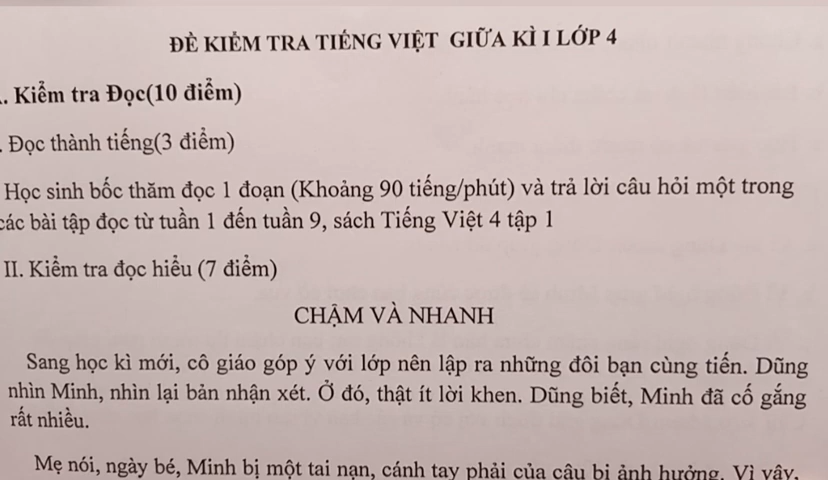 ĐỀ KIỂM TRA TIẾNG VIỆT GIỮA KÌ I LỚP 4
. Kiểm tra Đọc(10 điểm)
. Đọc thành tiếng(3 điểm)
Học sinh bốc thăm đọc 1 đoạn (Khoảng 90 tiếng/phút) và trả lời câu hỏi một trong
các bài tập đọc từ tuần 1 đến tuần 9, sách Tiếng Việt 4 tập 1
II. Kiểm tra đọc hiểu (7 điểm)
CHẬM VÀ NHANH
Sang học kì mới, cô giáo góp ý với lớp nên lập ra những đôi bạn cùng tiến. Dũng
nhìn Minh, nhìn lại bản nhận xét. Ở đó, thật ít lời khen. Dũng biết, Minh đã cố gắng
rất nhiều.
Mẹ nói, ngày bé, Minh bị một tai nạn, cánh tay phải của cậu bị ảnh hưởng. Vì vậy,